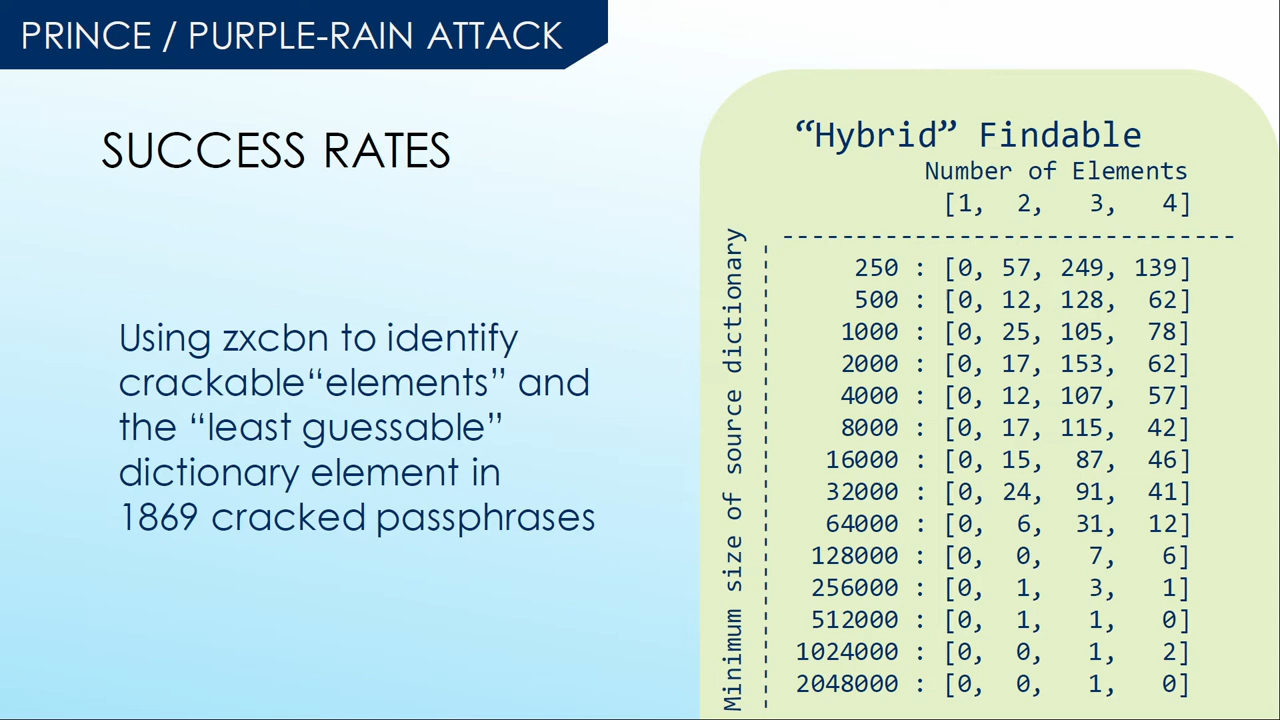 PRINCE / PURPLE-RAIN ATTACK
SUCCESS RATES
Using zxcbn to identify
crackable“elements” and
the “least guessable”
dictionary element in
1869 cracked passphrases
“Hybrid” Findable
Number of Elements
[1, 2, 3, 4]
-------------------------------
Minimum size of source dictionary
250 : [0, 57, 249, 139]
500 : [0, 12, 128, 62]
1000 : [0, 25, 105, 78]
2000 : [0, 17, 153, 62]
4000 : [0, 12, 107, 57]
8000 : [0, 17, 115, 42]
16000 : [0, 15, 87, 46]
32000 : [0, 24, 91, 41]
64000 : [0, 6, 31, 12]
128000 : [0, 0, 7, 6]
256000 : [0, 1, 3, 1]
512000 : [0, 1, 1, 0]
1024000 : [0, 0, 1, 2]
2048000 : [0, 0, 1, 0]